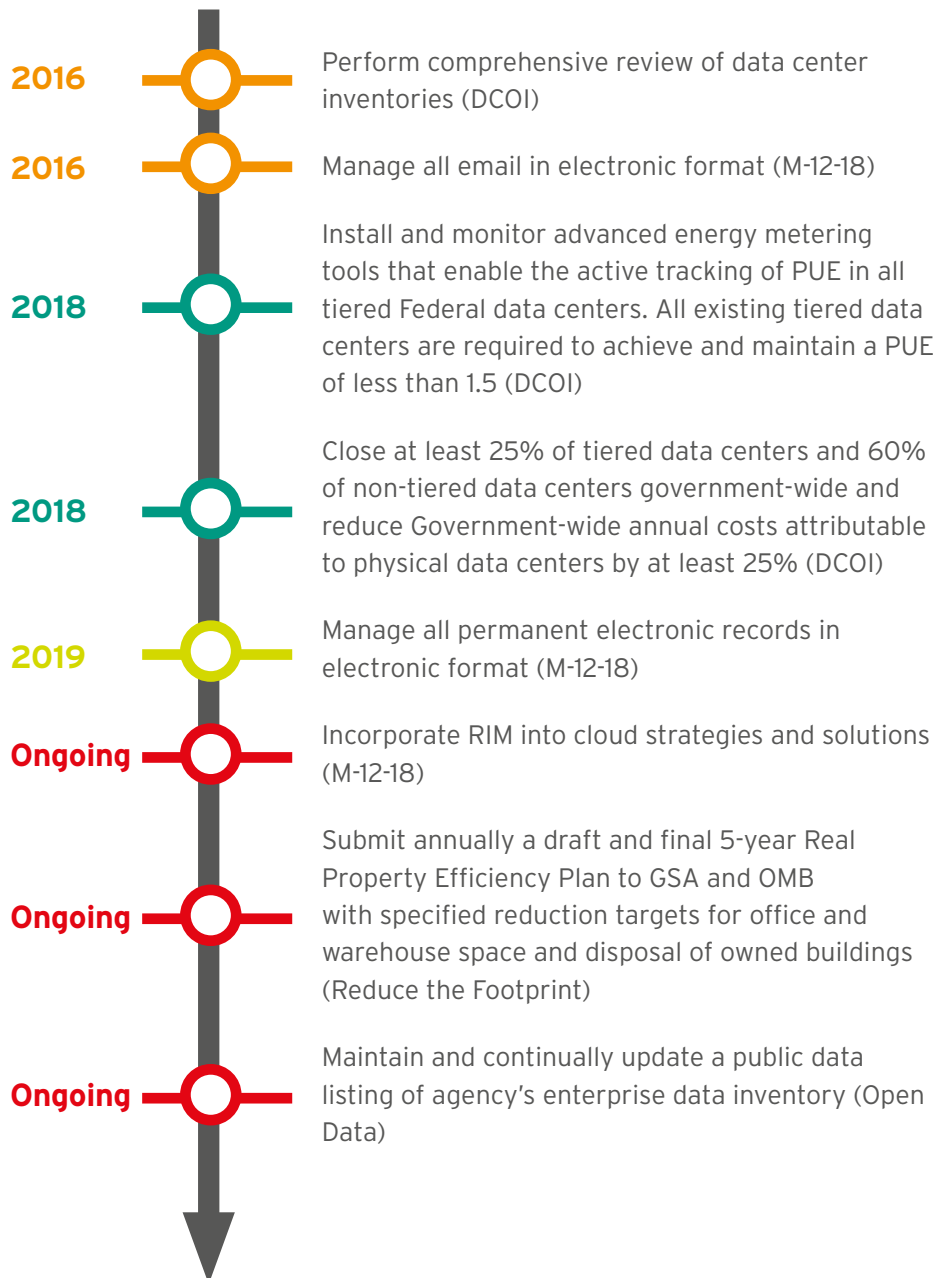 2016
Perform comprehensive review of data center
inventories (DCOI)
2016
Manage all email in electronic format (M-12-18)
2018
Install and monitor advanced energy metering
tools that enable the active tracking of PUE in all
tiered Federal data centers. All existing tiered data
centers are required to achieve and maintain a PUE
of less than 1.5 (DCOI)
2018
Close at least 25% of tiered data centers and 60%
of non-tiered data centers government-wide and
reduce Government-wide annual costs attributable
to physical data centers by at least 25% (DCOI)
2019
Manage all permanent electronic records in
electronic format (M-12-18)
Ongoing
Incorporate RIM into cloud strategies and solutions
(M-12-18)
Ongoing
Submit annually a draft and final 5-year Real
Property Efficiency Plan to GSA and OMB
with specified reduction targets for office and
warehouse space and disposal of owned buildings
(Reduce the Footprint)
Ongoing
Maintain and continually update a public data
listing of agency's enterprise data inventory (Open
Data)